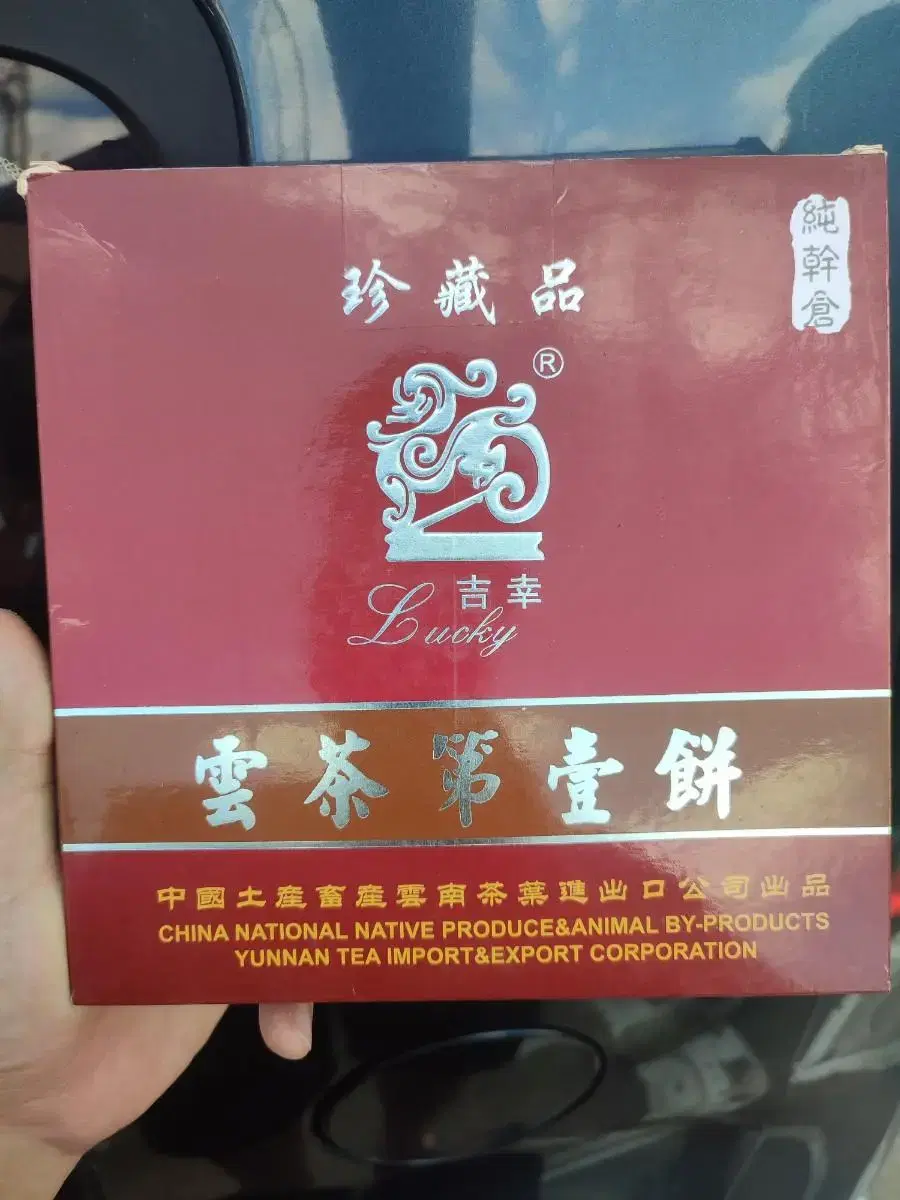 純幹倉
珍藏品
®
吉幸
Lucky
雲茶第壹餅
中國土產畜產雲南茶葉進出口公司出品
CHINA NATIONAL NATIVE PRODUCE&ANIMAL BY-PRODUCTS
YUNNAN TEA IMPORT&EXPORT CORPORATION